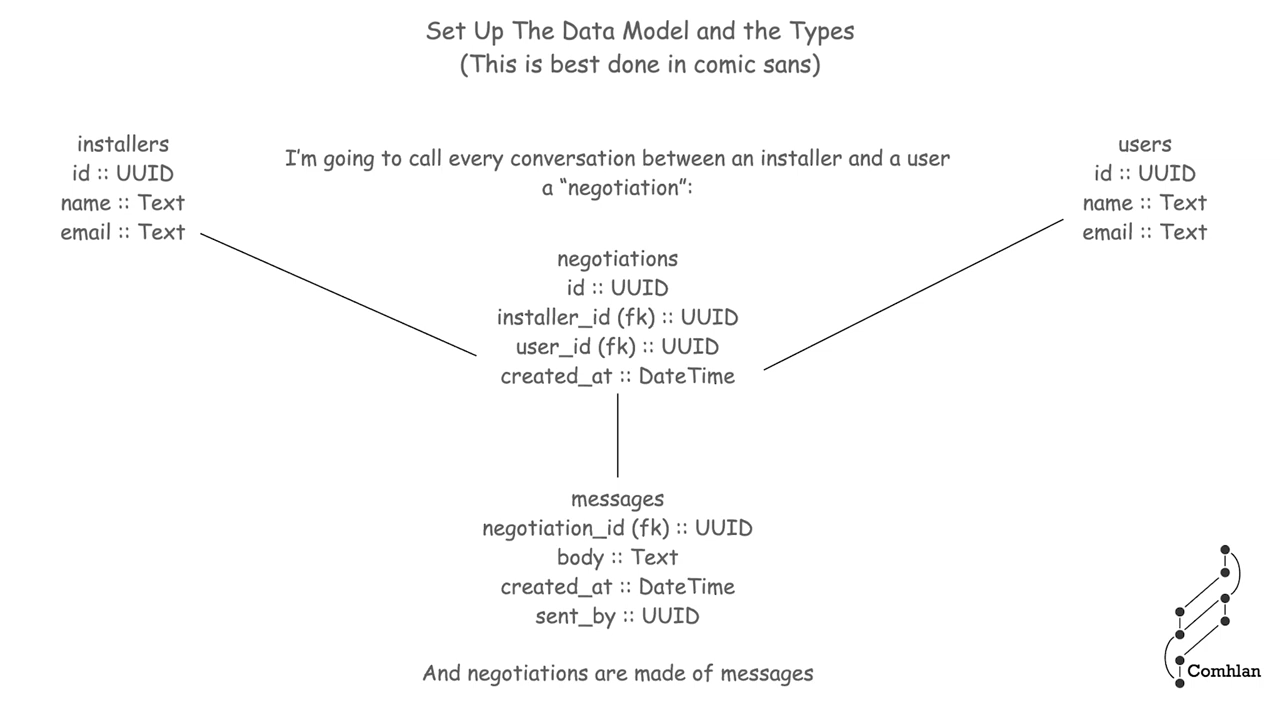 Set Up The Data Model and the Types
(This is best done in comic sans)
installers
id :: UUID
name :: Text
email :: Text
I'm going to call every conversation between an installer and a user
a “negotiation”:
users
id :: UUID
name :: Text
email :: Text
negotiations
id :: UUID
installer_id (fk) :: UUID
user_id (fk) :: UUID
created_at :: DateTime
messages
negotiation_id (fk) :: UUID
body :: Text
created_at :: DateTime
sent_by :: UUID
And negotiations are made of messages
Comhlan